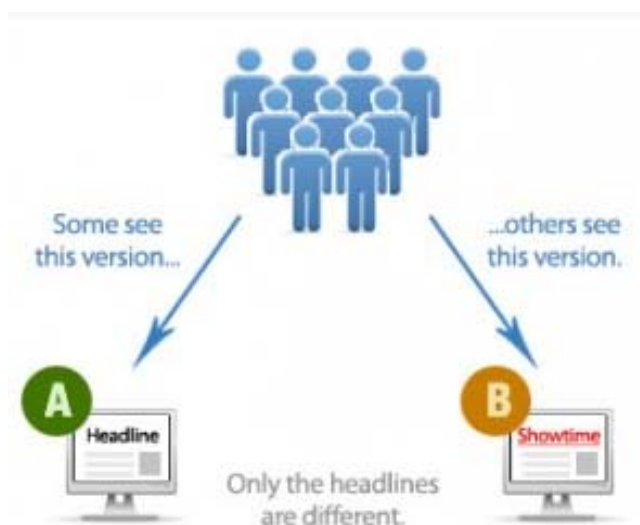 Some see
this version...
...others see
this version.
A
Headline
B
Showtime
Only the headlines
are different.